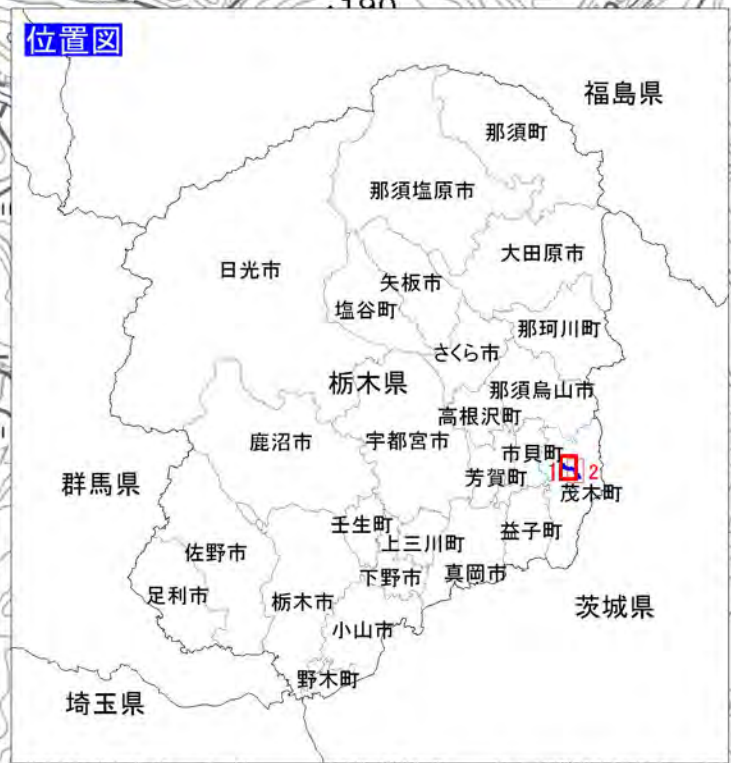 190
位置図
福島県
那須町
那須塩原市
大田原市
日光市
矢板市
塩谷町
那珂川町
さくら市
栃木県
那須烏山市
高根沢町
鹿沼市
宇都宮市
市貝町
群馬県
芳賀町
1
2
茂木町
壬生町
上三川町
益子町
佐野市
下野市
真岡市
足利市
栃木市
茨城県
小山市
野木町
埼玉県